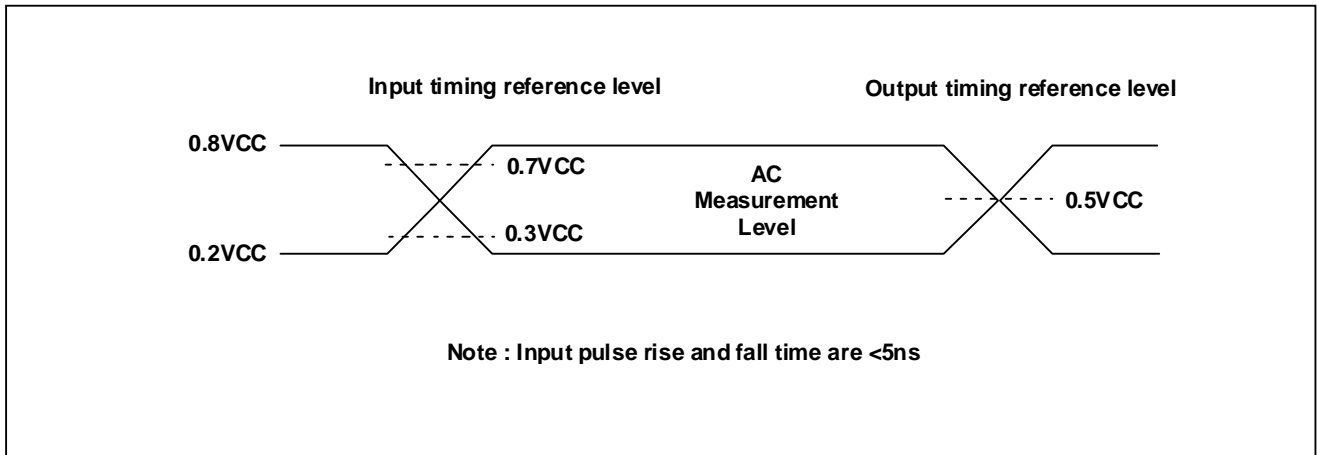 Input timing reference level
Output timing reference level
0.8VCC
0.7VCC
AC
Measurement
Level
0.5VCC
0.3VCC
0.2VCC
Note : Input pulse rise and fall time are <5ns